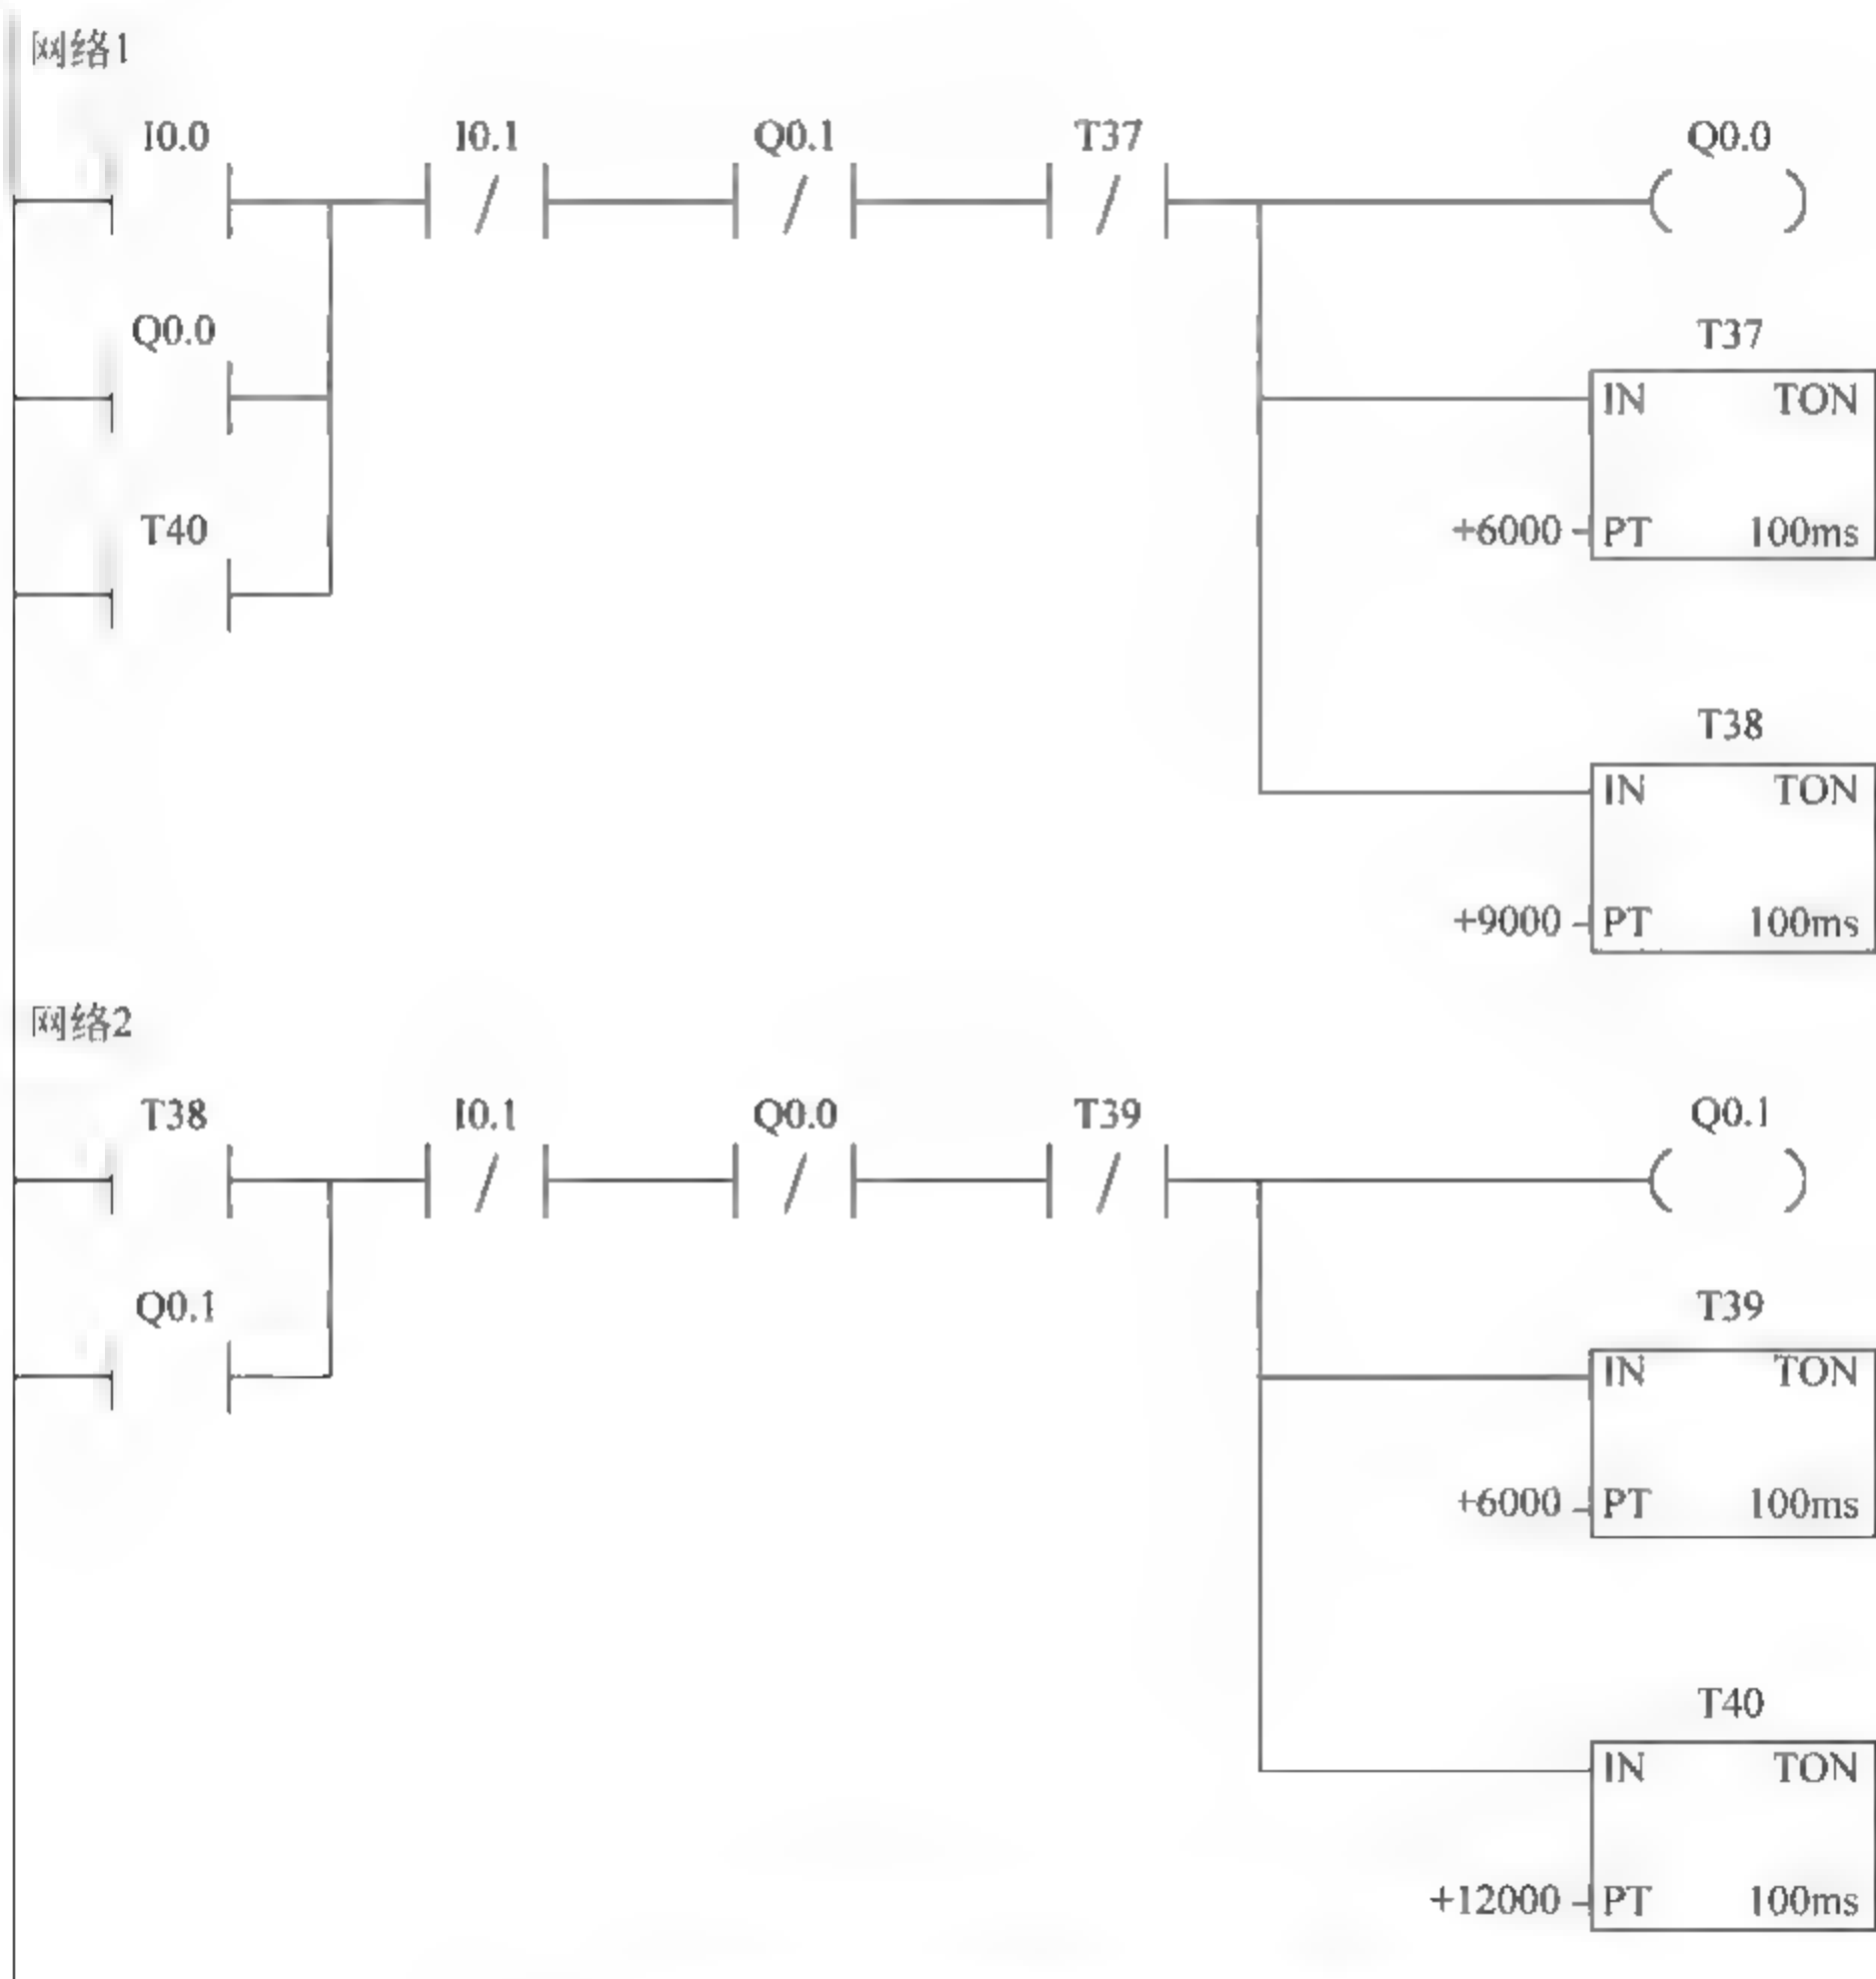 网络1
I0.0 I0.1 Q0.1 T37 Q0.0
Q0.0 T37
IN TON
T40
+6000 PT 100ms
T38
IN TON
+9000 PT 100ms
网络2
T38 I0.1 Q0.0 T39 Q0.1
Q0.1 T39
IN TON
+6000 PT 100ms
T40
IN TON
+12000 PT 100ms